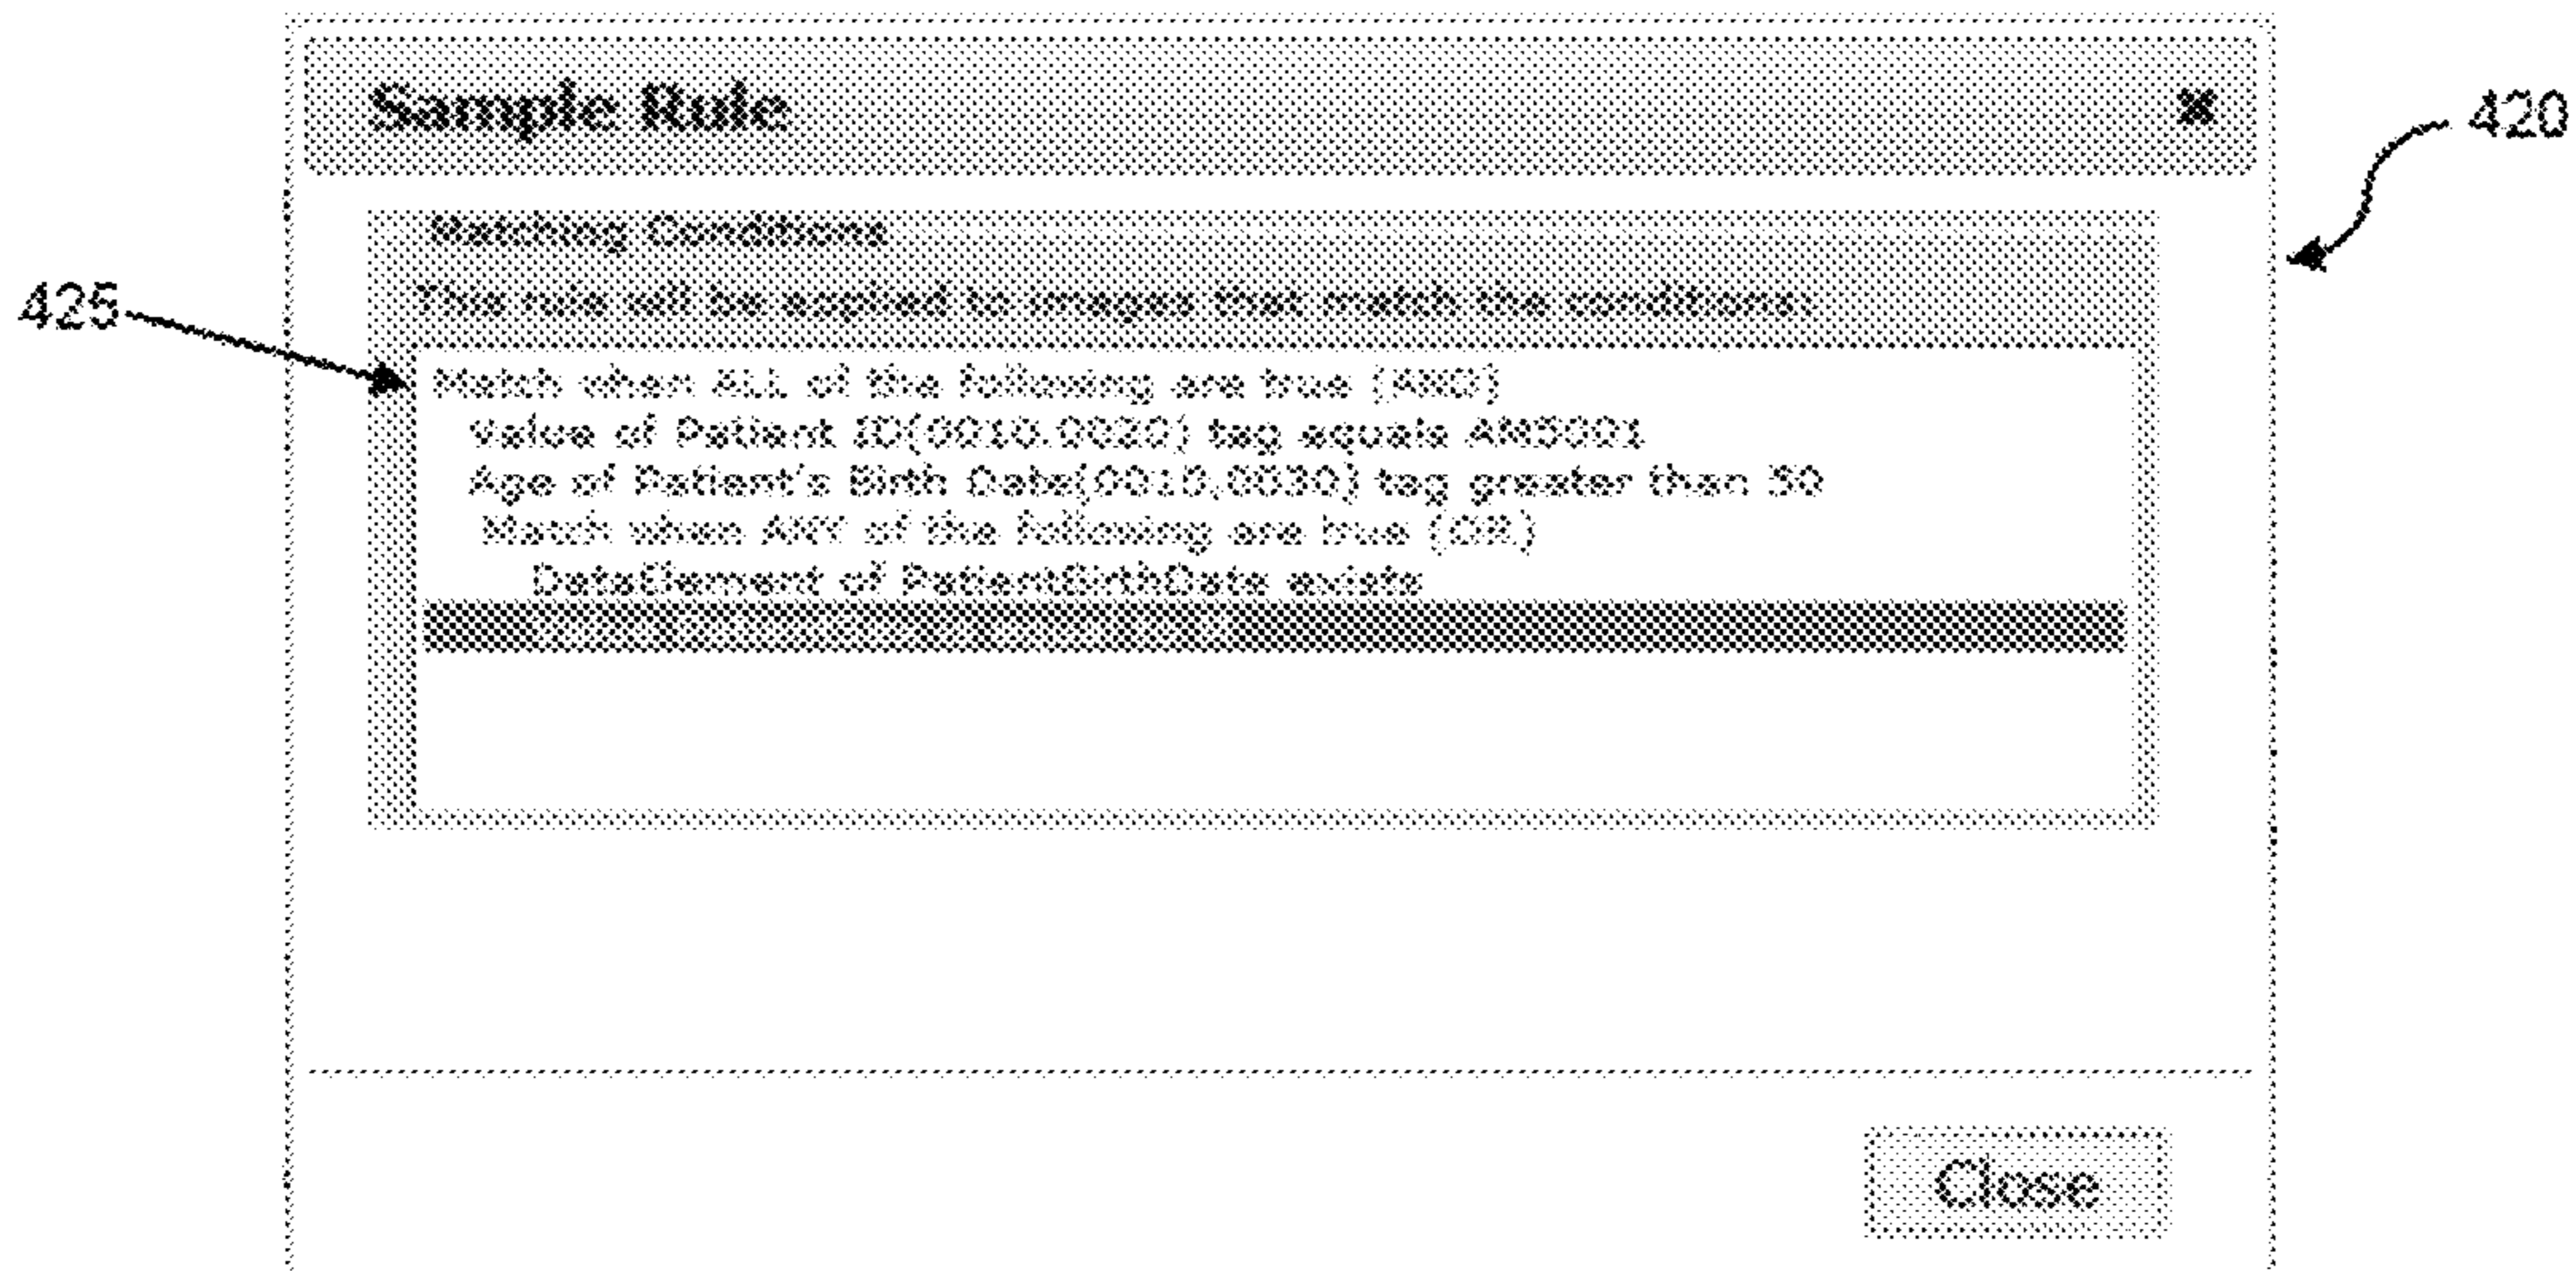 Sample Rule
420
Matching Conditions
425
This rule will be applied to images that match the conditions:
Match when ALL of the following are true (AND)
Value of Patient ID(0010,0020) tag equals AMS001
Age of Patient's Birth Date(0010,0030) tag greater than 50
Match when ANY of the following are true (OR)
DataElement of PatientBirthDate exists
Close